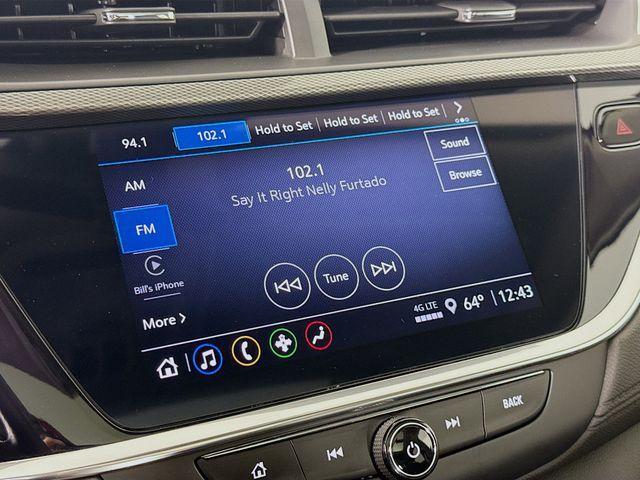 94.1 102.1 Hold to Set Hold to Set Hold to Set
AM
102.1
Sound
Say It Right Nelly Furtado
Browse
FM
Tune
Bill's iPhone
More
4G LTE 64° 12:43
BACK